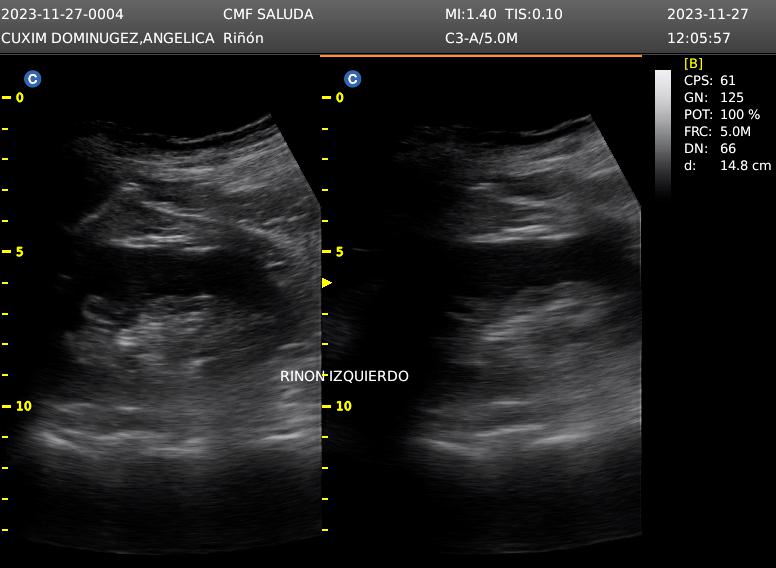 2023-11-27-0004 CMF SALUDA MI:1.40 TIS:0.10 2023-11-27
CUXIM DOMINUGEZ,ANGELICA Riñón C3-A/5.0M 12:05:57
[B]
C C
CPS: 61
0 0
GN: 125
POT: 100 %
FRC: 5.0M
DN: 66
d: 14.8 cm
5 5
RINON IZQUIERDO
10 10